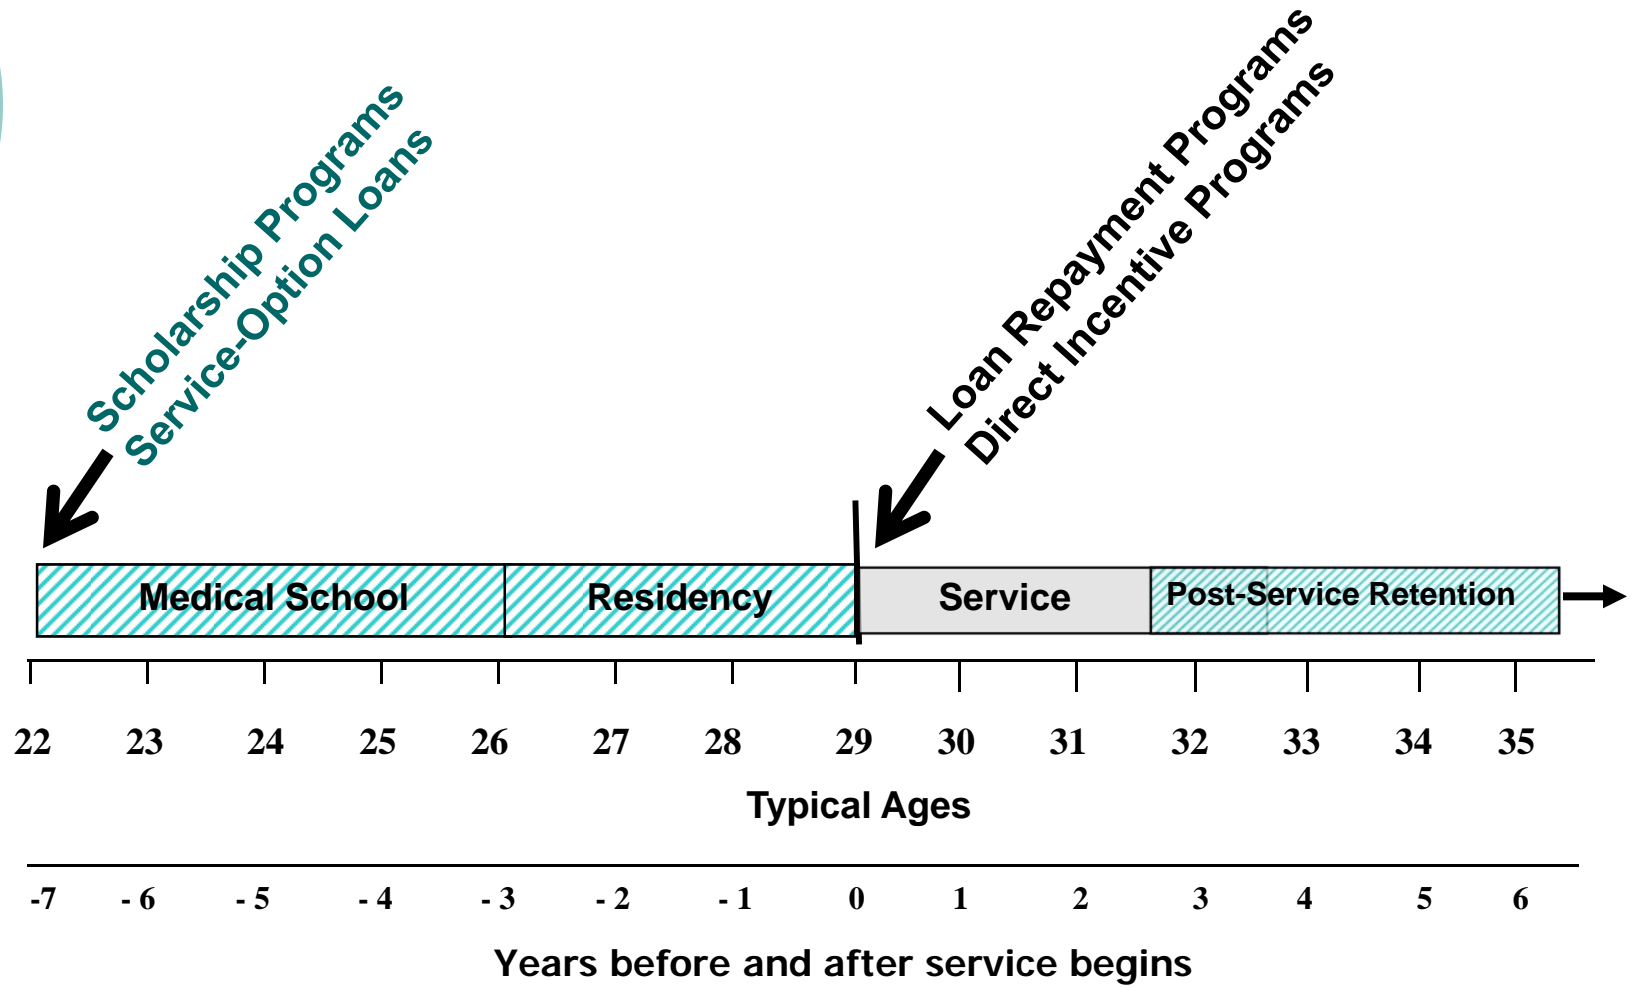 Scholarship Programs
Service-Option Loans
Loan Repayment Programs
Direct Incentive Programs
Medical School
Residency
Service
Post-Service Retention
22 23 24 25 26 27 28 29 30 31 32 33 34 35
Typical Ages
-7 - 6 - 5 - 4 - 3 - 2 - 1 0 1 2 3 4 5 6
Years before and after service begins